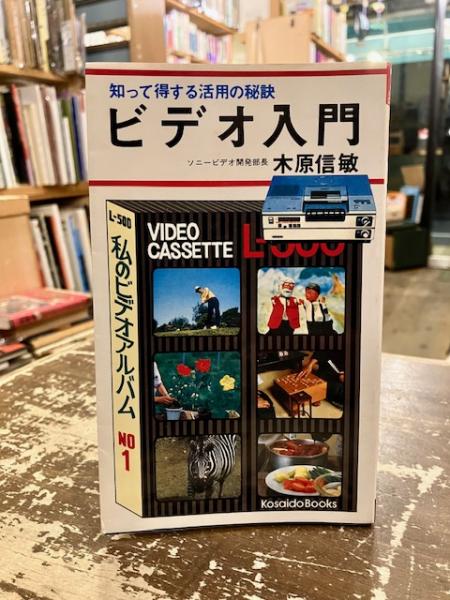 知って得する活用の秘訣
ビデオ入門
ソニービデオ開発部長 木原信敏
L-500
私のビデオアルバム
NO
1
VIDEO
CASSETTE
L-500
Kosaido Books